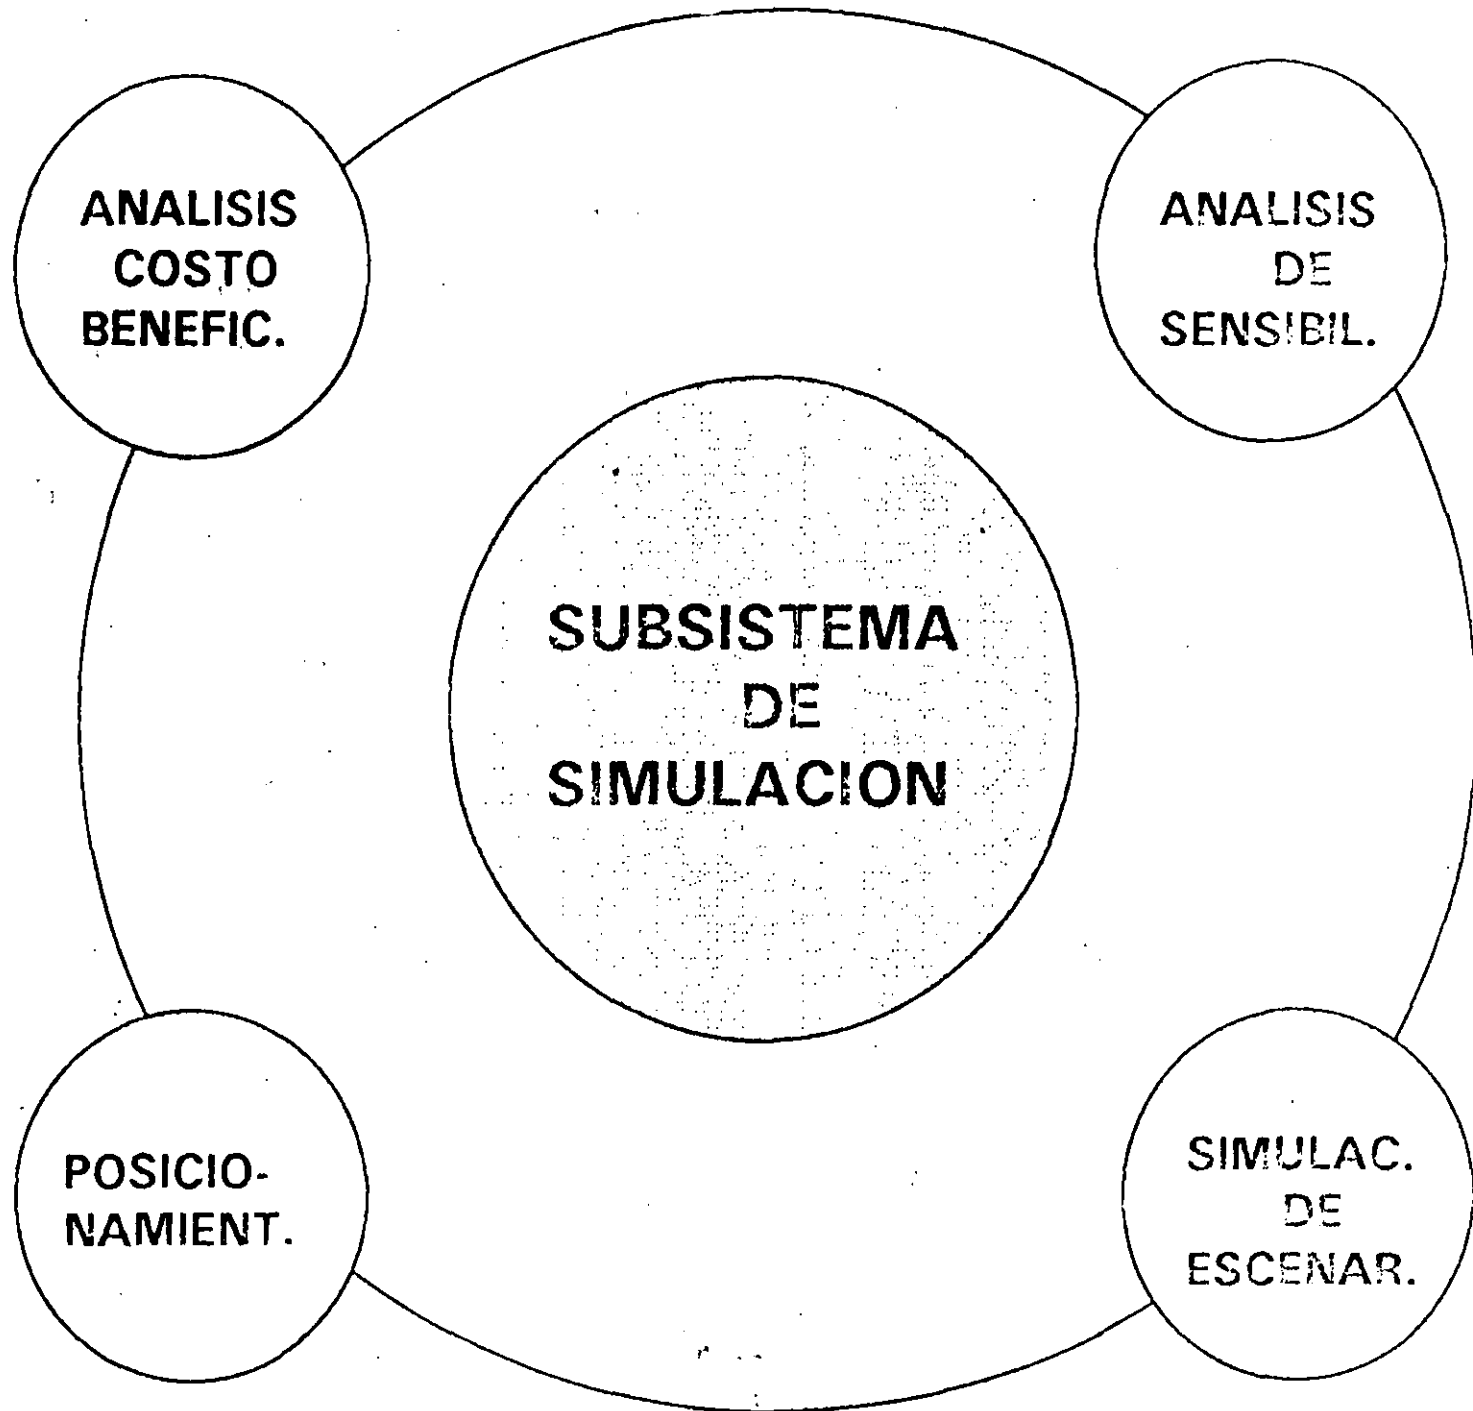 ANALISIS
COSTO
BENEFIC.
ANALISIS
DE
SENSIBIL.
SUBSISTEMA
DE
SIMULACION
POSICIO-
NAMIENT.
SIMULAC.
DE
ESCENAR.